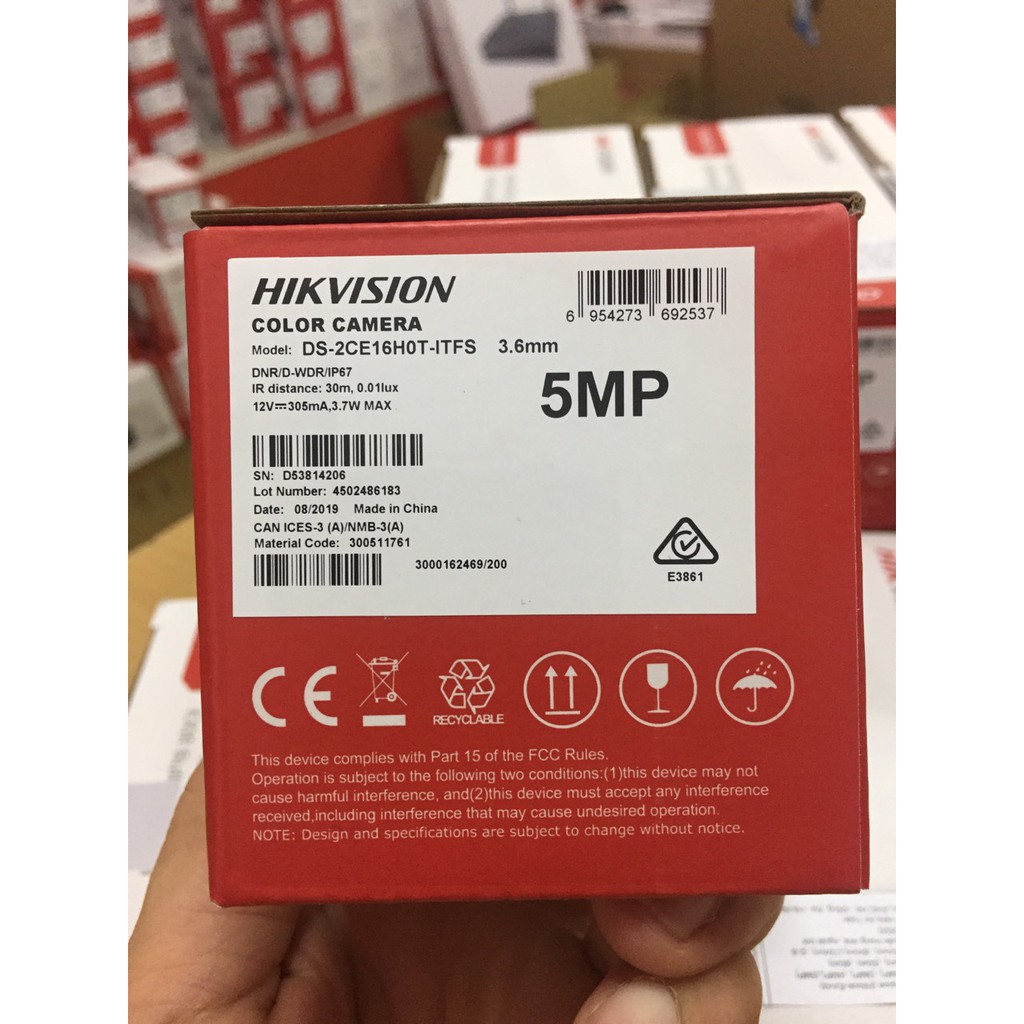 HIKVISION
COLOR CAMERA
Model: DS-2CE16H0T-ITFS 3.6mm
DNR/D-WDR/IP67
IR distance: 30m, 0.01lux
12V⎓305mA,3.7W MAX
6 954273 692537
5MP
SN: D53814206
Lot Number: 4502486183
Date: 08/2019 Made in China
CAN ICES-3 (A)/NMB-3(A)
Material Code: 300511761
3000162469/200
E3861
CE
RECYCLABLE
This device complies with Part 15 of the FCC Rules.
Operation is subject to the following two conditions:(1)this device may not
cause harmful interference, and(2)this device must accept any interference
received,including interference that may cause undesired operation.
NOTE: Design and specifications are subject to change without notice.